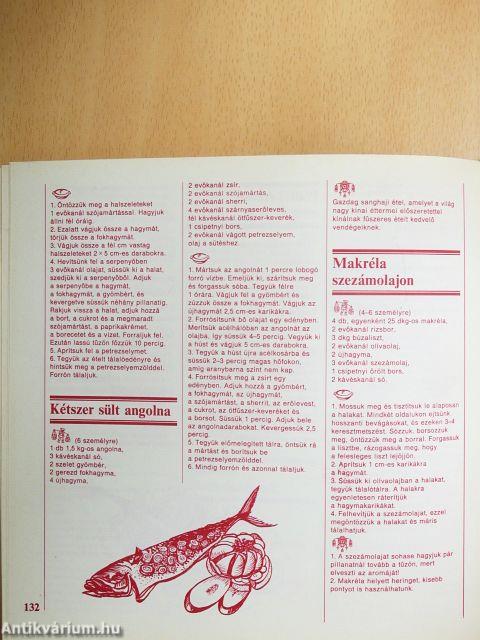 1. Öntözzük meg a halszeleteket
1 evőkanál szójamártással. Hagyjuk
állni fél óráig.
2. Ezalatt vágjuk össze a hagymát,
törjük össze a fokhagymát.
3. Vágjuk össze a fél cm vastag
halszeleteket 2×5 cm-es darabokra.
4. Hevítsünk fel a serpenyőben
3 evőkanál olajat, süssük ki a halat,
szedjük ki a serpenyőből. Adjuk
a serpenyőbe a hagymát,
a fokhagymát, a gyömbért, és
kevergetve süssük néhány pillanatig.
Rakjuk vissza a halat, adjuk hozzá
a bort, a cukrot és a megmaradt
szójamártást, a paprikakrémet.
a borecetet és a vizet. Forraljuk fel.
Ezután lassú tűzön főzzük 10 percig.
5. Aprítsuk fel a petrezselymet.
6. Tegyük az ételt tálalóedényre és
hintsük meg a petrezselyemzölddel.
Forrón tálaljuk.
Kétszer sült angolna
(6 személyre)
1 db 1,5 kg-os angolna,
3 kávéskanál só,
2 szelet gyömbér,
2 gerezd fokhagyma,
4 újhagyma,
2 evőkanál zsír,
2 evőkanál szójamártás,
2 evőkanál sherri,
4 evőkanál szárnyaserőleves,
fél kávéskanál ötfűszer-keverék,
1 csipetnyi bors,
2 evőkanál vágott petrezselyem,
olaj a sütéshez.
1. Mártsuk az angolnát 1 percre lobogó
forró vízbe. Emeljük ki, szárítsuk meg
és forgassuk sóba. Tegyük félre
1 órára. Vágjuk fel a gyömbért és
zúzzuk össze a fokhagymát. Vágjuk az
újhagymát 2,5 cm-es karikákra.
2. Forrósítsunk bő olajat egy edényben.
Merítsük acélhálóban az angolnát az
olajba, így süssük 4–5 percig. Vegyük ki
a húst és vágjuk 5 cm-es darabokra.
3. Tegyük a húst újra acélkosárba és
süssük 2–3 percig magas hőfokon,
amíg aranybarna színt nem kap.
4. Forrósítsuk meg a zsírt egy
edényben. Adjuk hozzá a gyömbért,
a fokhagymát, az újhagymát,
a szójamártást, a sherrit, az erőlevest,
a cukrot, az ötfűszer-keveréket és
a borsot. Süssük 1 percig. Adjuk bele
az angolnadarabokat. Kevergessük 2,5
percig.
5. Tegyük előmelegített tálra, öntsük rá
a mártást és borítsuk be
a petrezselyemzölddel.
6. Mindig forrón és azonnal tálaljuk.
Gazdag sanghaji étel, amelyet a világ
nagy kínai éttermei előszeretettel
kínálnak fűszeres ételt kedvelő
vendégeiknek.
Makréla
szezámolajon
(4–6 személyre)
4 db, egyenként 25 dkg-os makréla,
2 evőkanál rizsbor,
3 dkg búzaliszt,
2 evőkanál olívaolaj,
2 újhagyma,
3 evőkanál szezámolaj,
1 csipetnyi őrölt bors,
2 kávéskanál só.
1. Mossuk meg és tisztítsuk le alaposan
a halakat. Mindkét oldalukon ejtsünk
hosszanti bevágásokat, és ezeken 3–4
keresztmetszést. Sózzuk, borsozzuk
meg, öntözzük meg a borral. Forgassuk
a lisztbe, rázogassuk meg, hogy
a felesleges liszt lejöjjön.
2. Aprítsuk 1 cm-es karikákra
a hagymát.
3. Süssük ki olívaolajban a halakat,
tegyük tálalótálra. A halakra
egyenletesen ráterítjük
a hagymakarikákat.
4. Felhevítjük a szezámolajat, ezzel
megöntözzük a halakat és máris
tálalhatjuk.
1. A szezámolajat sohase hagyjuk pár
pillanatnál tovább a tűzön, mert
elveszti az aromáját!
2. Makréla helyett heringet, kisebb
pontyot is használhatunk.
132
Antikvárium.hu